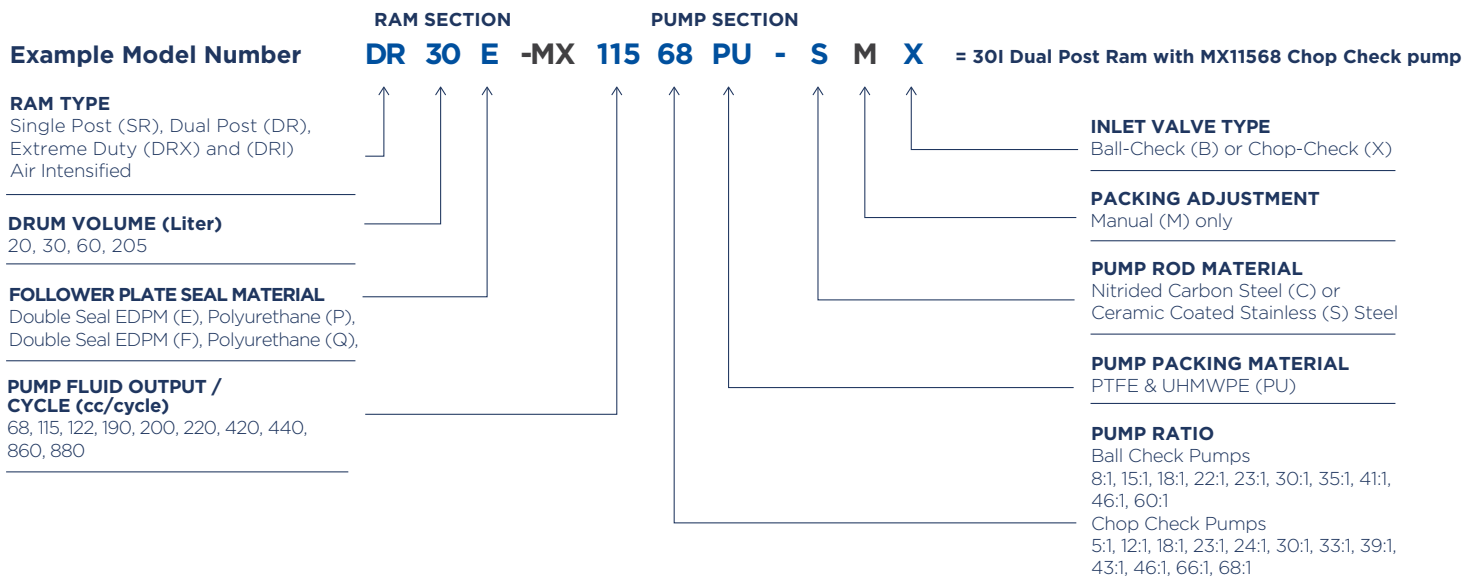 RAM SECTION
PUMP SECTION
Example Model Number DR 30 E -MX 115 68 PU - S M X = 30l Dual Post Ram with MX11568 Chop Check pump
RAM TYPE
Single Post (SR), Dual Post (DR),
Extreme Duty (DRX) and (DRI)
Air Intensified
DRUM VOLUME (Liter)
20, 30, 60, 205
FOLLOWER PLATE SEAL MATERIAL
Double Seal EDPM (E), Polyurethane (P),
Double Seal EDPM (F), Polyurethane (Q),
PUMP FLUID OUTPUT /
CYCLE (cc/cycle)
68, 115, 122, 190, 200, 220, 420, 440,
860, 880
INLET VALVE TYPE
Ball-Check (B) or Chop-Check (X)
PACKING ADJUSTMENT
Manual (M) only
PUMP ROD MATERIAL
Nitrided Carbon Steel (C) or
Ceramic Coated Stainless (S) Steel
PUMP PACKING MATERIAL
PTFE & UHMWPE (PU)
PUMP RATIO
Ball Check Pumps
8:1, 15:1, 18:1, 22:1, 23:1, 30:1, 35:1, 41:1,
46:1, 60:1
Chop Check Pumps
5:1, 12:1, 18:1, 23:1, 24:1, 30:1, 33:1, 39:1,
43:1, 46:1, 66:1, 68:1